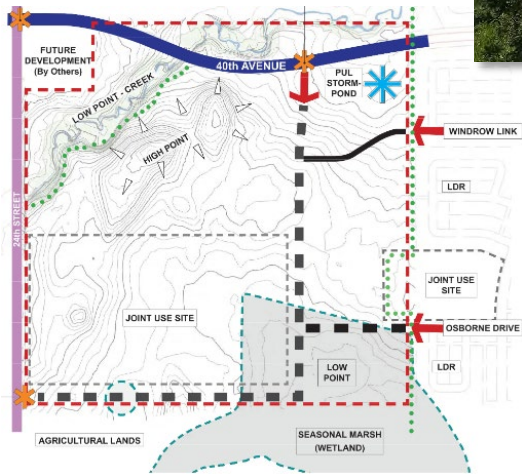 FUTURE
DEVELOPMENT
(By Others)
40th AVENUE
PUL
STORM-
POND
LOW POINT - CREEK
HIGH POINT
WINDROW LINK
24th STREET
LDR
JOINT USE
SITE
JOINT USE SITE
OSBORNE DRIVE
LOW
POINT
LDR
AGRICULTURAL LANDS
SEASONAL MARSH
(WETLAND)